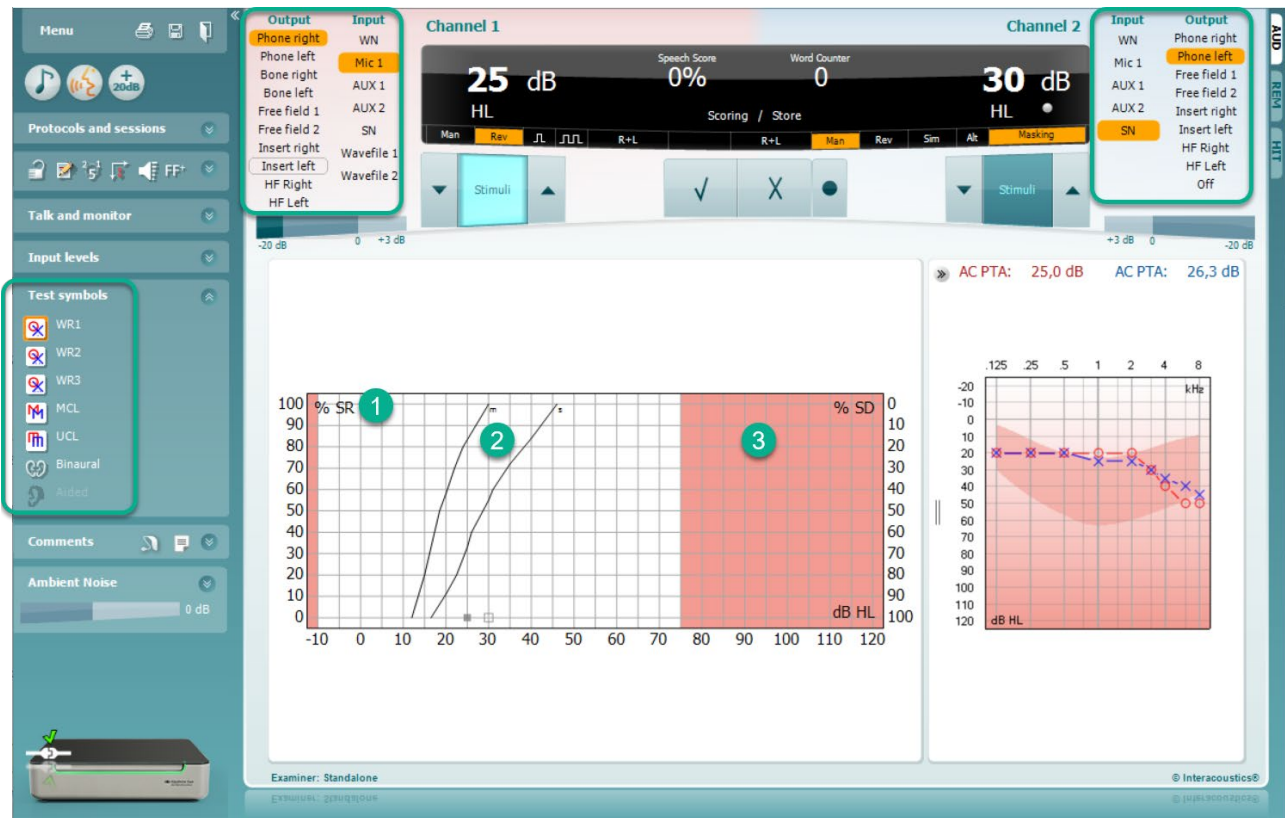 Menu
20dB
Protocols and sessions
FF+
Talk and monitor
Input levels
Test symbols
WR1
WR2
WR3
MCL
UCL
Binaural
Aided
Comments
Ambient Noise
0 dB
Output Input
Phone right WN
Phone left Mic 1
Bone right AUX 1
Bone left AUX 2
Free field 1 SN
Free field 2 Wavefile 1
Insert right Wavefile 2
Insert left
HF Right
HF Left
-20 dB 0 +3 dB
Channel 1
Channel 2
Speech Score Word Counter
25 dB 0% 0 30 dB
HL Scoring / Store HL
Man Rev R+L R+L Man Rev Sim Alt Masking
Stimuli Stimuli
Input Output
WN Phone right
Mic 1 Phone left
AUX 1 Free field 1
AUX 2 Free field 2
SN Insert right
Insert left
HF Right
HF Left
Off
+3 dB 0 -20 dB
AUD
REM
HIT
100 % SR 1 m s % SD 0
90 2 3 10
80 20
70 30
60 40
50 50
40 60
30 70
20 80
10 90
0 dB HL 100
-10 0 10 20 30 40 50 60 70 80 90 100 110 120
AC PTA: 25,0 dB AC PTA: 26,3 dB
.125 .25 .5 1 2 4 8
kHz
-20
-10
0
10
20
30
40
50
60
70
80
90
100
110
120 dB HL
Examiner: Standalone
© Interacoustics®